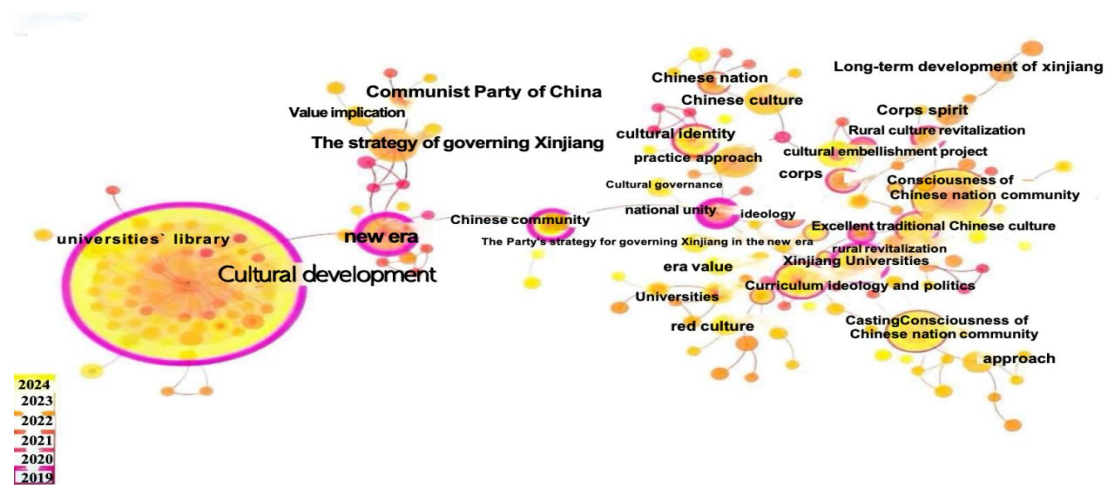 Communist Party of China
Value implication
The strategy of governing Xinjiang
universities` library
new era
Cultural development
Chinese community
The Party's strategy for governing Xinjiang in the new era
Chinese nation
Chinese culture
cultural identity
practice approach
Cultural governance
national unity
ideology
era value
Universities
red culture
Long-term development of xinjiang
Corps spirit
Rural culture revitalization
cultural embellishment project
corps
Consciousness of
Chinese nation community
Excellent traditional Chinese culture
rural revitalization
Xinjiang Universities
Curriculum ideology and politics
CastingConsciousness of
Chinese nation community
approach
2024
2023
2022
2021
2020
2019